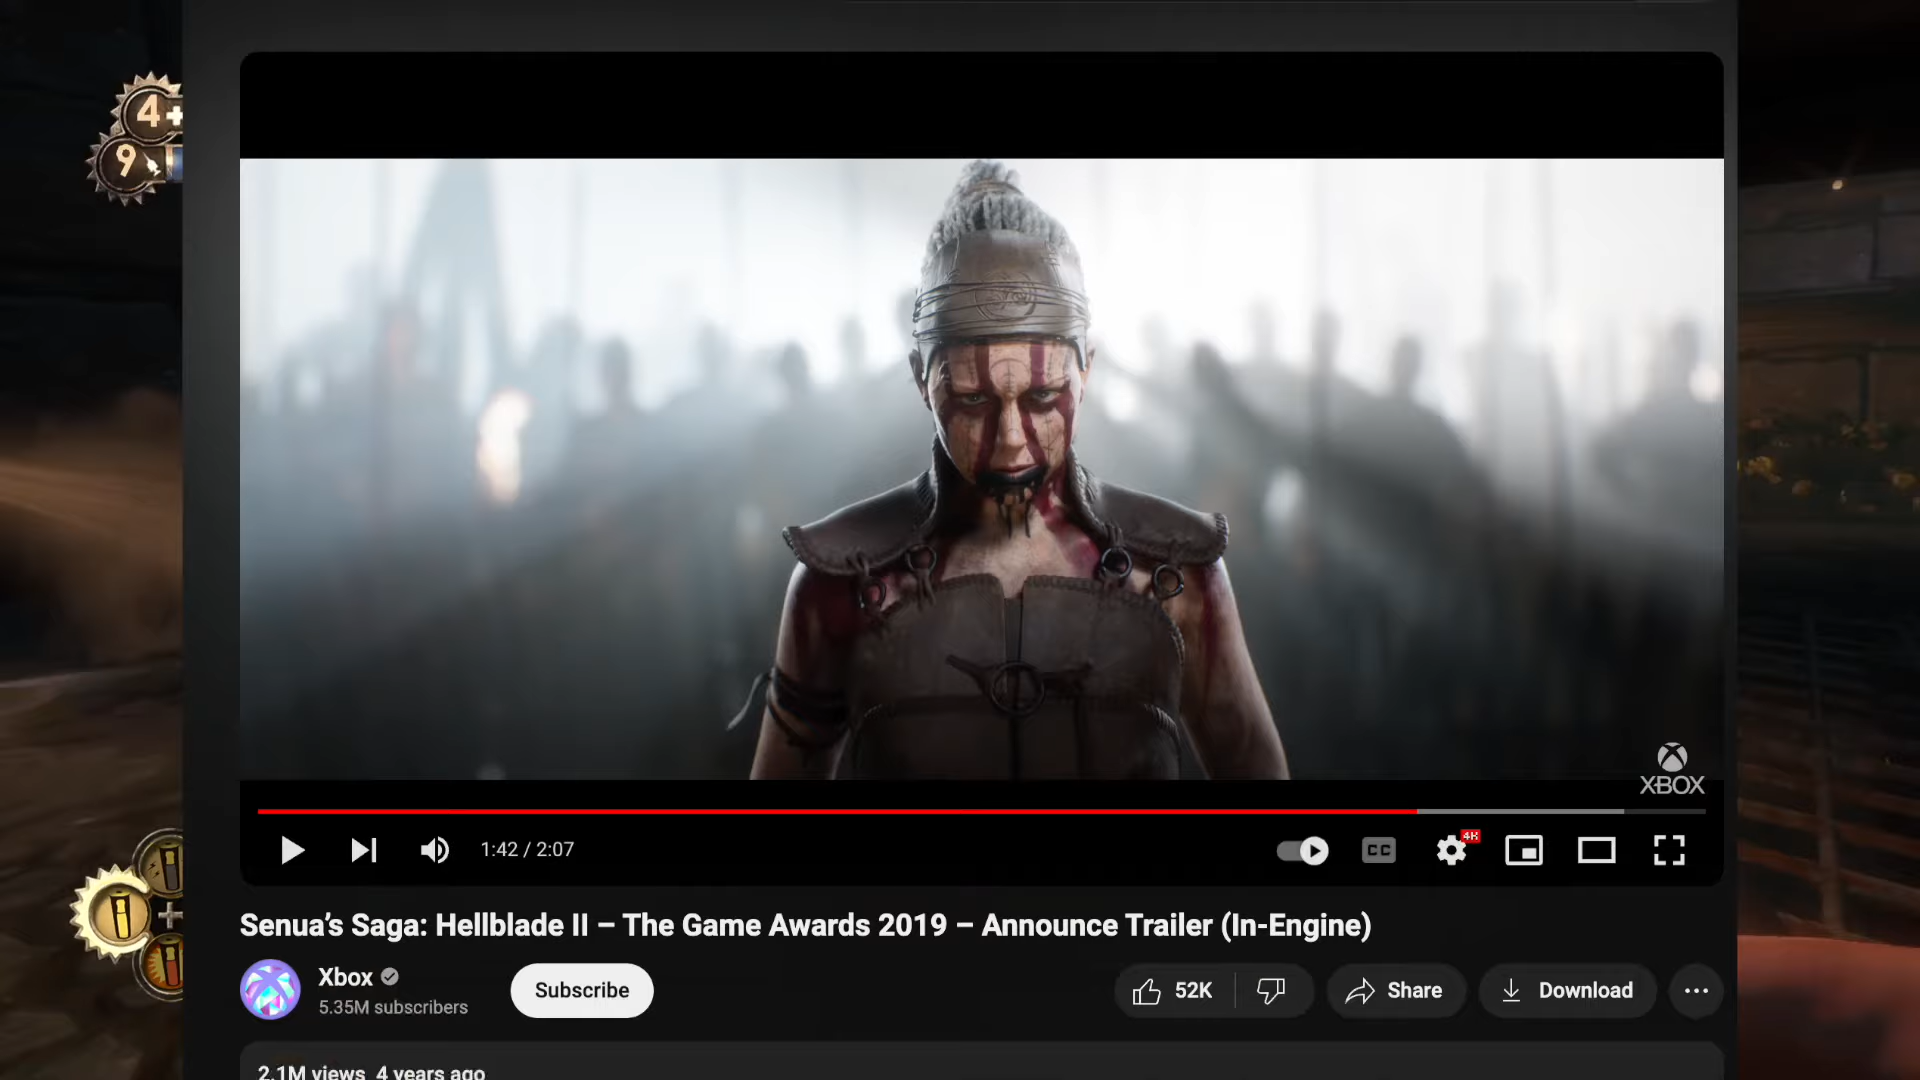 4+
9
XBOX
1:42 / 2:07
CC
4K
Senua's Saga: Hellblade II – The Game Awards 2019 – Announce Trailer (In-Engine)
Xbox
5.35M subscribers
Subscribe
52K
Share
Download
2.1M views 4 years ago